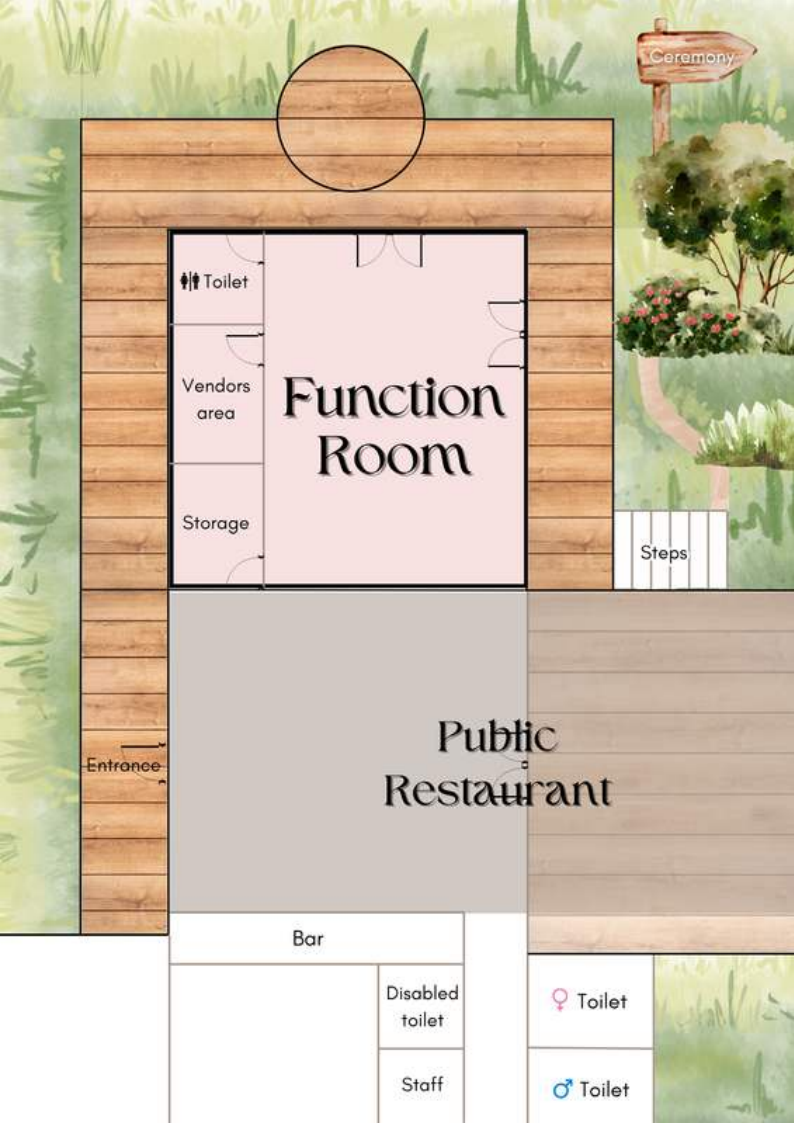 Ceremony
Toilet
Vendors
area
Function
Room
Storage
Steps
Public
Restaurant
Entrance
Bar
Disabled
toilet
Toilet
Staff
Toilet